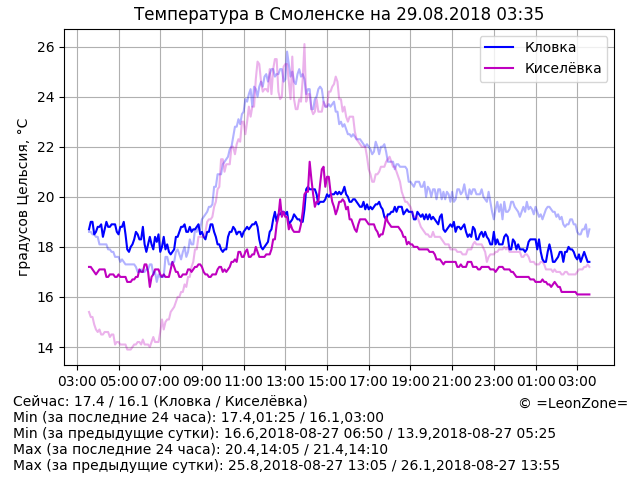 Температура в Смоленске на 29.08.2018 03:35
градусов Цельсия, °C
26
24
22
20
18
16
14
Кловка
Киселёвка
03:00 05:00 07:00 09:00 11:00 13:00 15:00 17:00 19:00 21:00 23:00 01:00 03:00
Сейчас: 17.4 / 16.1 (Кловка / Киселёвка)
© =LeonZone=
Min (за последние 24 часа): 17.4,01:25 / 16.1,03:00
Min (за предыдущие сутки): 16.6,2018-08-27 06:50 / 13.9,2018-08-27 05:25
Max (за последние 24 часа): 20.4,14:05 / 21.4,14:10
Max (за предыдущие сутки): 25.8,2018-08-27 13:05 / 26.1,2018-08-27 13:55